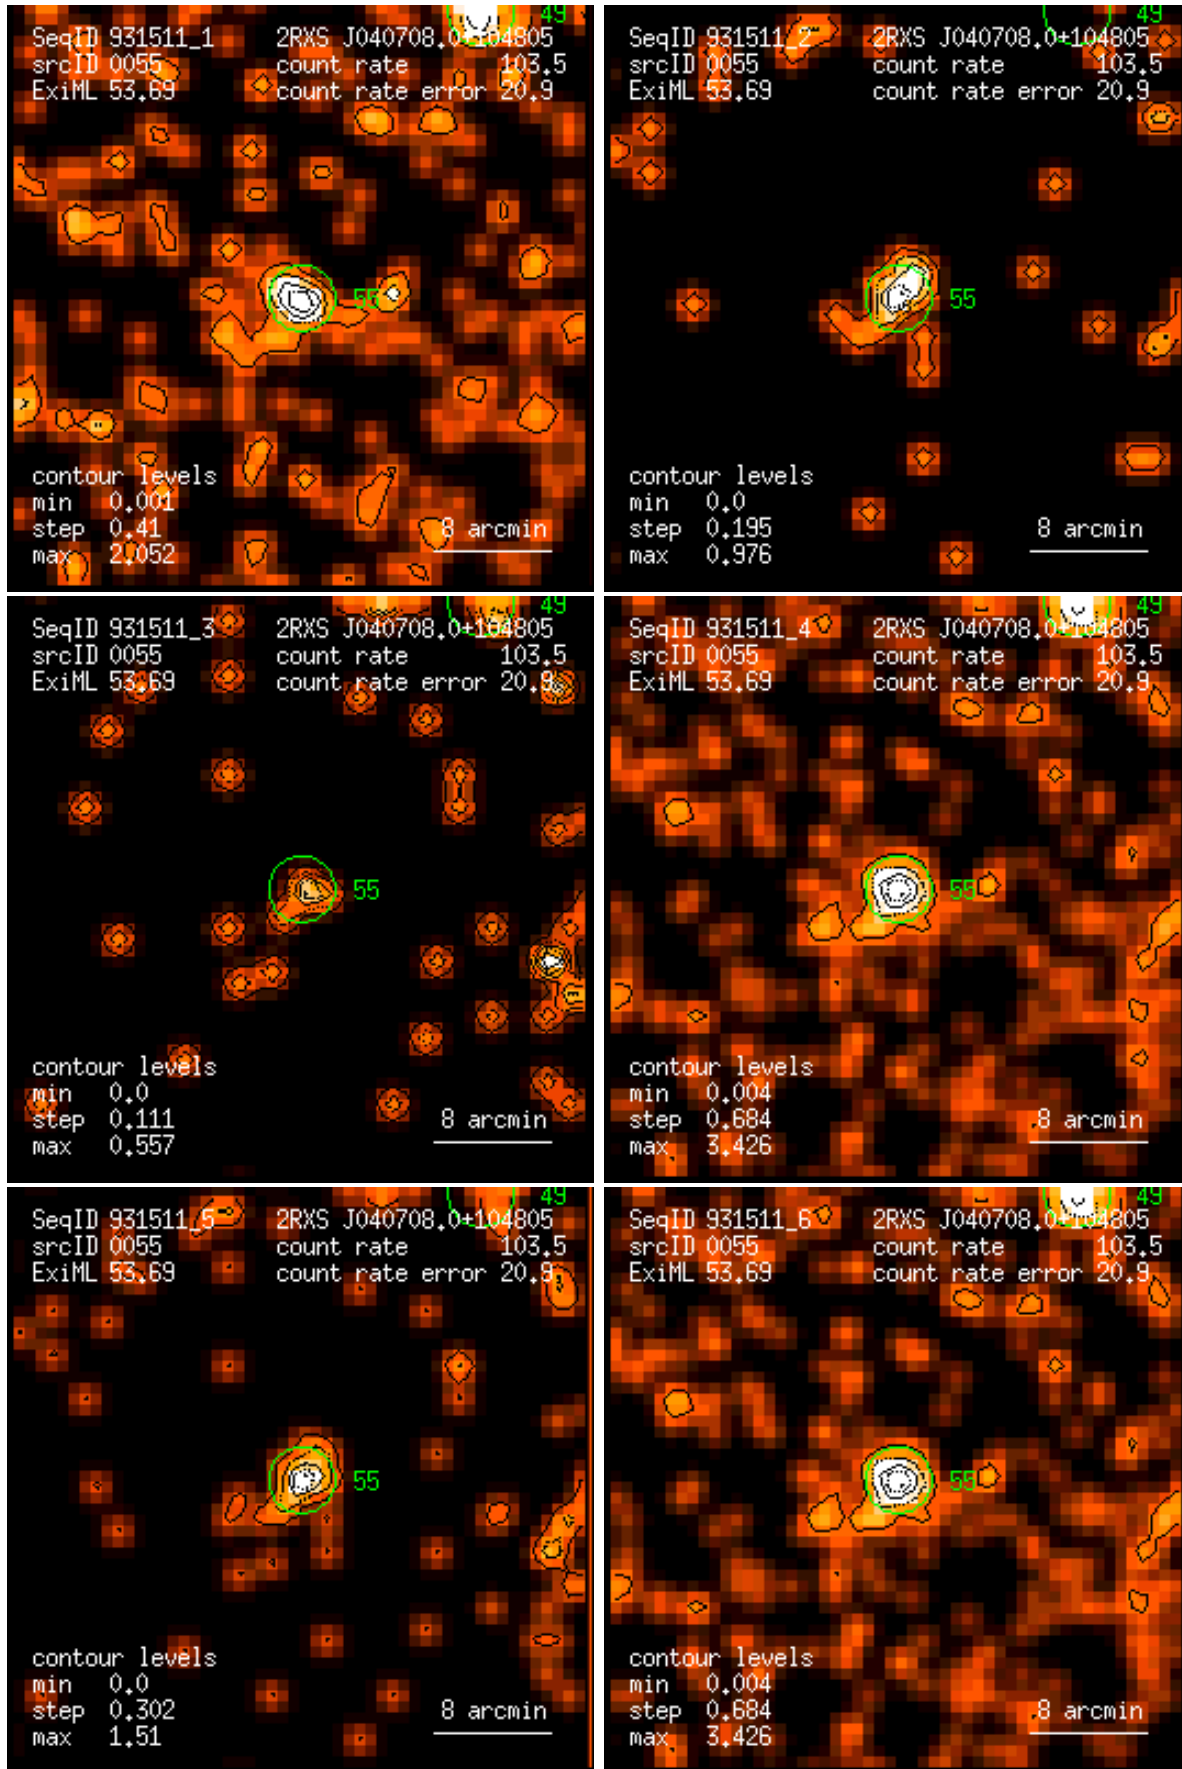 49
SeqID 931511_1 2RXS J040708.0+104805
srcID 0055 count rate 103.5
ExiML 53.69 count rate error 20.9
55
contour levels
min 0.001
step 0.41
max 2.052
8 arcmin
49
SeqID 931511_2 2RXS J040708.0+104805
srcID 0055 count rate 103.5
ExiML 53.69 count rate error 20.9
55
contour levels
min 0.0
step 0.195
max 0.976
8 arcmin
49
SeqID 931511_3 2RXS J040708.0+104805
srcID 0055 count rate 103.5
ExiML 53.69 count rate error 20.9
55
contour levels
min 0.0
step 0.111
max 0.557
8 arcmin
49
SeqID 931511_4 2RXS J040708.0+104805
srcID 0055 count rate 103.5
ExiML 53.69 count rate error 20.9
55
contour levels
min 0.004
step 0.684
max 3.426
8 arcmin
49
SeqID 931511_5 2RXS J040708.0+104805
srcID 0055 count rate 103.5
ExiML 53.69 count rate error 20.9
55
contour levels
min 0.0
step 0.302
max 1.51
8 arcmin
49
SeqID 931511_6 2RXS J040708.0+104805
srcID 0055 count rate 103.5
ExiML 53.69 count rate error 20.9
55
contour levels
min 0.004
step 0.684
max 3.426
8 arcmin